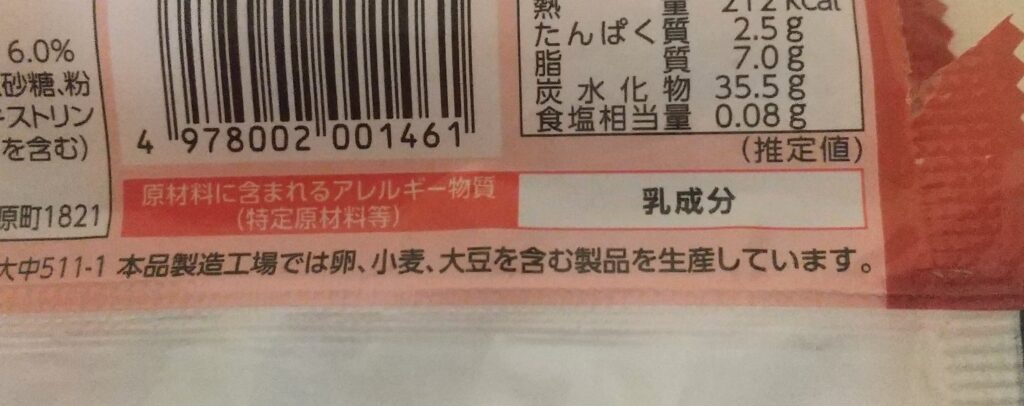 6.0%
砂糖、粉
キストリン
を含む)
原町1821
4 978002 001461
熱量 212 kcal
たんぱく質 2.5g
脂質 7.0g
炭水化物 35.5g
食塩相当量 0.08g
(推定値)
原材料に含まれるアレルギー物質
(特定原材料等)
乳成分
大中511-1 本品製造工場では卵、小麦、大豆を含む製品を生産しています。